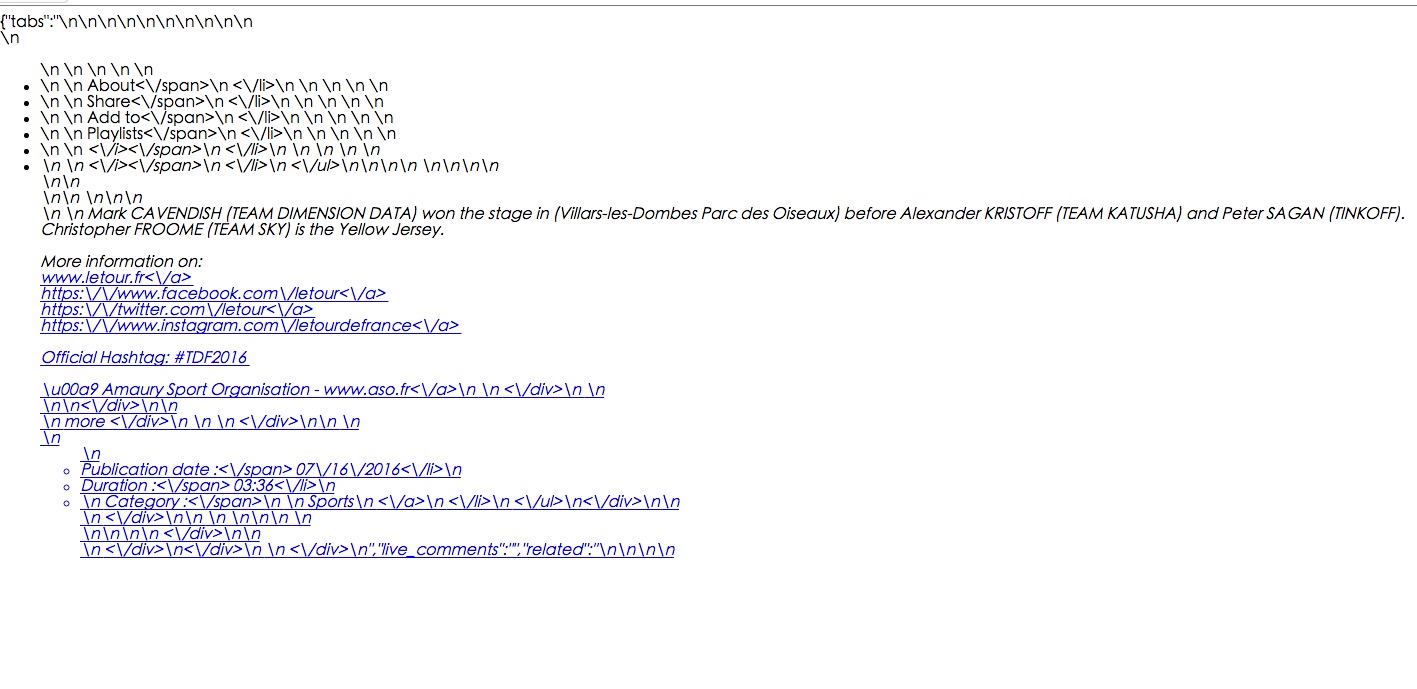 {"tabs":"\n\n\n\n\n\n\n\n\n\n
\n
\n \n \n \n \n
\n \n About<\/span>\n <\/li>\n \n \n \n \n
\n \n Share<\/span>\n <\/li>\n \n \n \n \n
\n \n Add to<\/span>\n <\/li>\n \n \n \n \n
\n \n Playlists<\/span>\n <\/li>\n \n \n \n \n
\n \n <\/i><\/span>\n <\/li>\n \n \n \n \n
\n \n <\/i><\/span>\n <\/li>\n <\/ul>\n\n\n\n \n\n\n\n
\n\n
\n\n \n\n\n
\n \n Mark CAVENDISH (TEAM DIMENSION DATA) won the stage in (Villars-les-Dombes Parc des Oiseaux) before Alexander KRISTOFF (TEAM KATUSHA) and Peter SAGAN (TINKOFF).
Christopher FROOME (TEAM SKY) is the Yellow Jersey.
More information on:
www.letour.fr<\/a>
https:\/\/www.facebook.com\/letour<\/a>
https:\/\/twitter.com\/letour<\/a>
https:\/\/www.instagram.com\/letourdefrance<\/a>
Official Hashtag: #TDF2016
\u00a9 Amaury Sport Organisation - www.aso.fr<\/a>\n \n <\/div>\n \n
\n\n<\/div>\n\n
\n more <\/div>\n \n \n <\/div>\n\n \n
\n
\n
Publication date :<\/span> 07\/16\/2016<\/li>\n
Duration :<\/span> 03:36<\/li>\n
\n Category :<\/span>\n \n Sports\n <\/a>\n <\/li>\n <\/ul>\n<\/div>\n\n
\n <\/div>\n\n \n \n\n\n \n
\n\n\n\n <\/div>\n\n
\n <\/div>\n<\/div>\n \n <\/div>\n","live_comments":"","related":"\n\n\n\n